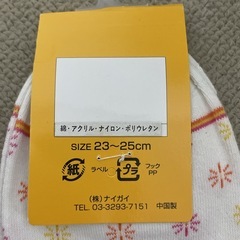 綿・アクリル・ナイロン・ポリウレタン
SIZE 23～25cm
紙 ラベル プラ フック PP
(株)ナイガイ
TEL. 03-3293-7151 中国製